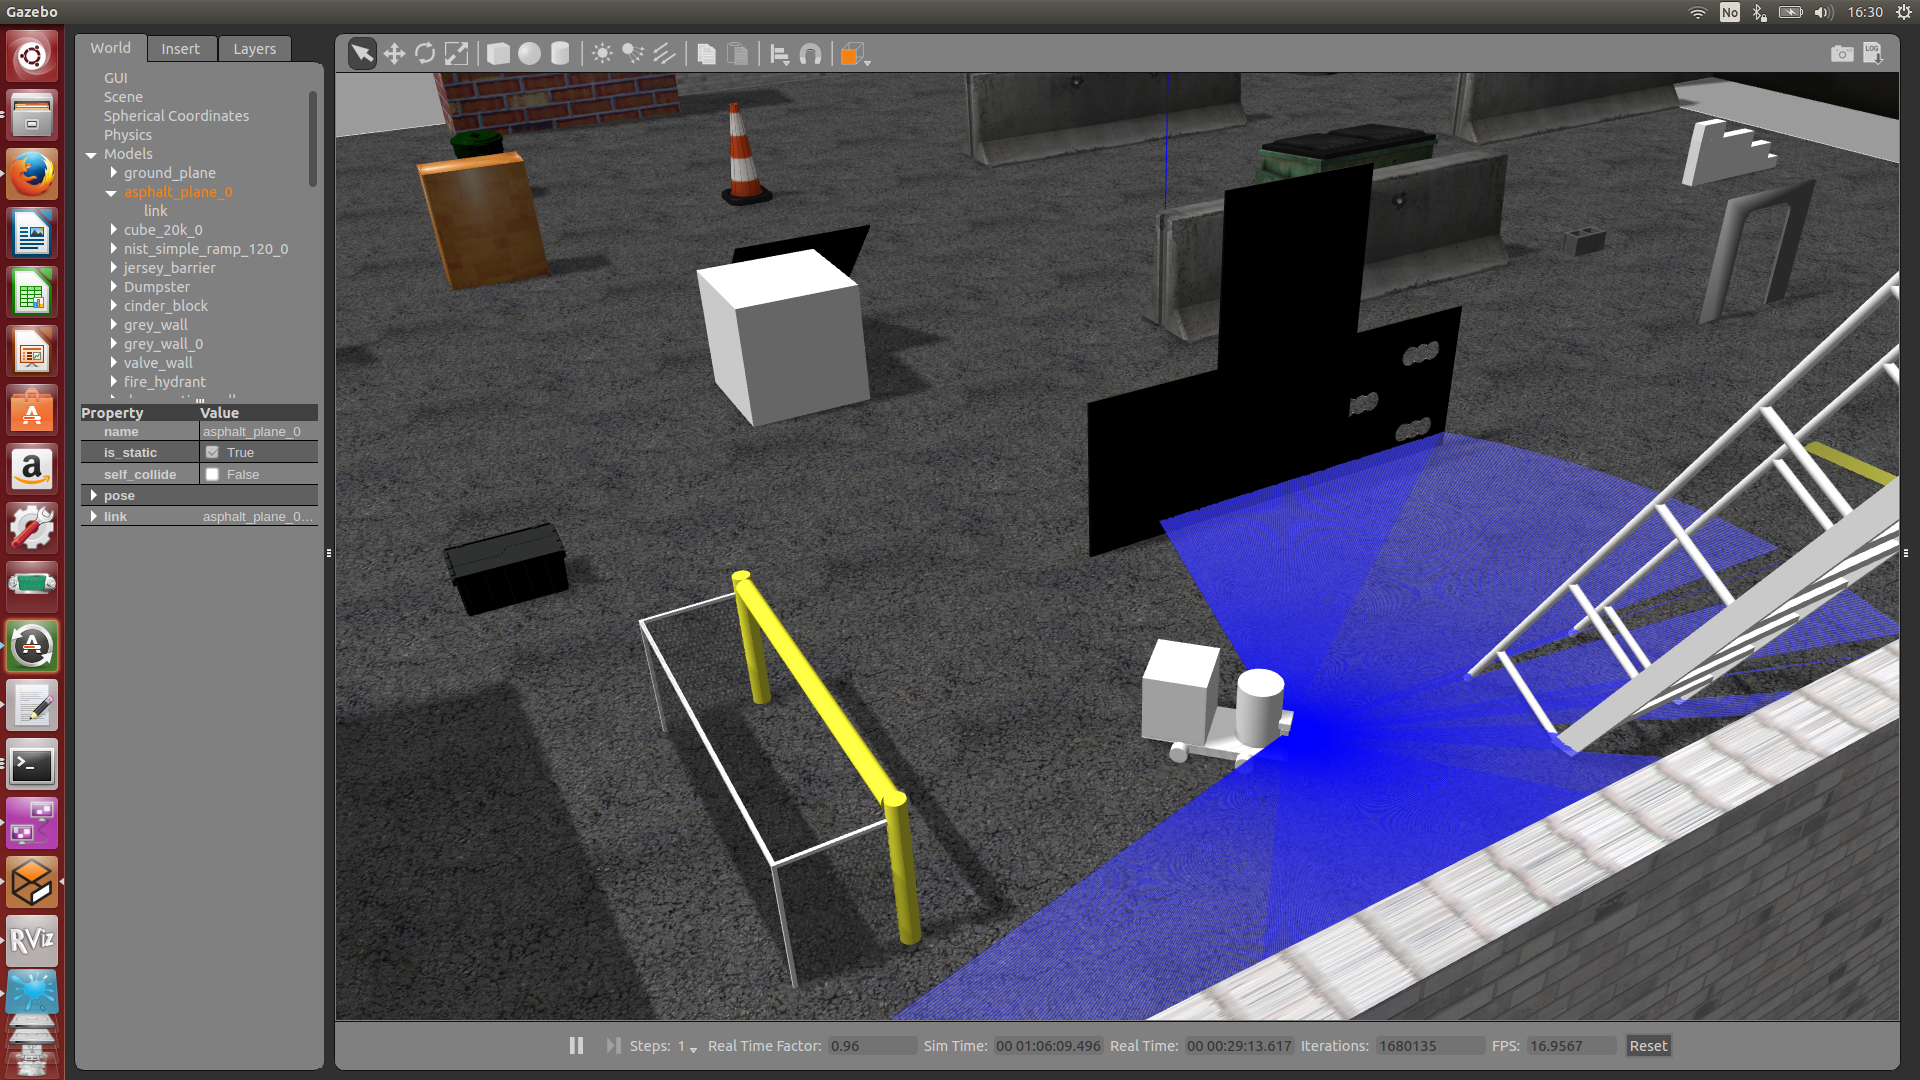 Gazebo
No
16:30
World Insert Layers
GUI
Scene
Spherical Coordinates
Physics
Models
ground_plane
asphalt_plane_0
link
cube_20k_0
nist_simple_ramp_120_0
jersey_barrier
Dumpster
cinder_block
grey_wall
grey_wall_0
valve_wall
fire_hydrant
Property Value
name asphalt_plane_0
is_static True
self_collide False
pose
link asphalt_plane_0...
LOG
RViz
Steps: 1 Real Time Factor: 0.96 Sim Time: 00 01:06:09.496 Real Time: 00 00:29:13.617 Iterations: 1680135 FPS: 16.9567 Reset